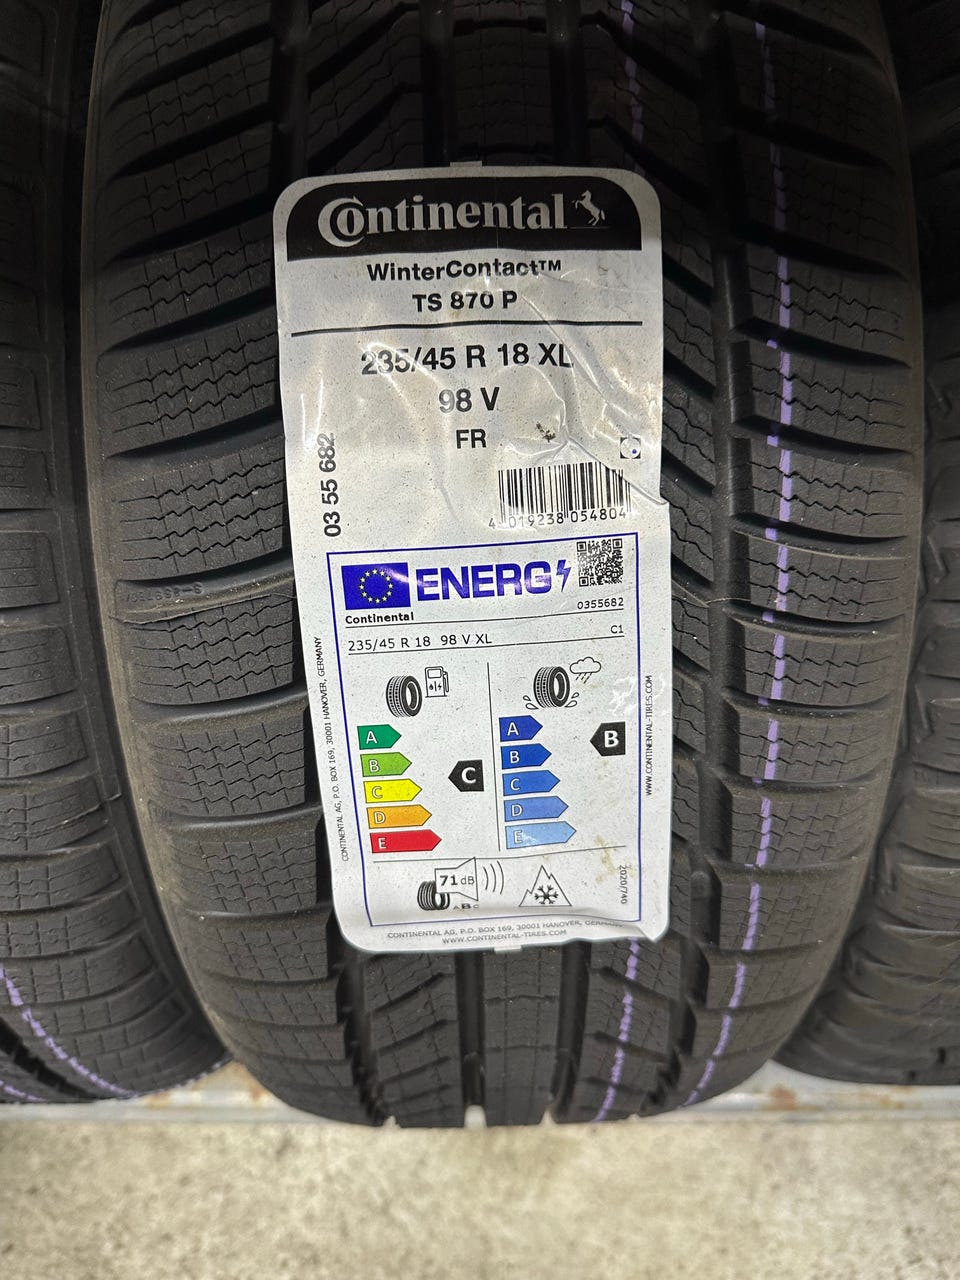 Continental
WinterContact™
TS 870 P
235/45 R 18 XL
98 V
FR
03 55 682
4 019238 054804
ENERG
Continental
0355682
235/45 R 18 98 V XL
C1
A
B
C
D
E
C
A
B
C
D
E
B
71 dB
ABC
2020/740
CONTINENTAL AG, P.O. BOX 169, 30001 HANOVER, GERMANY
WWW.CONTINENTAL-TIRES.COM
CONTINENTAL AG, P.O. BOX 169, 30001 HANOVER,
WWW.CONTINENTAL-TIRES.COM